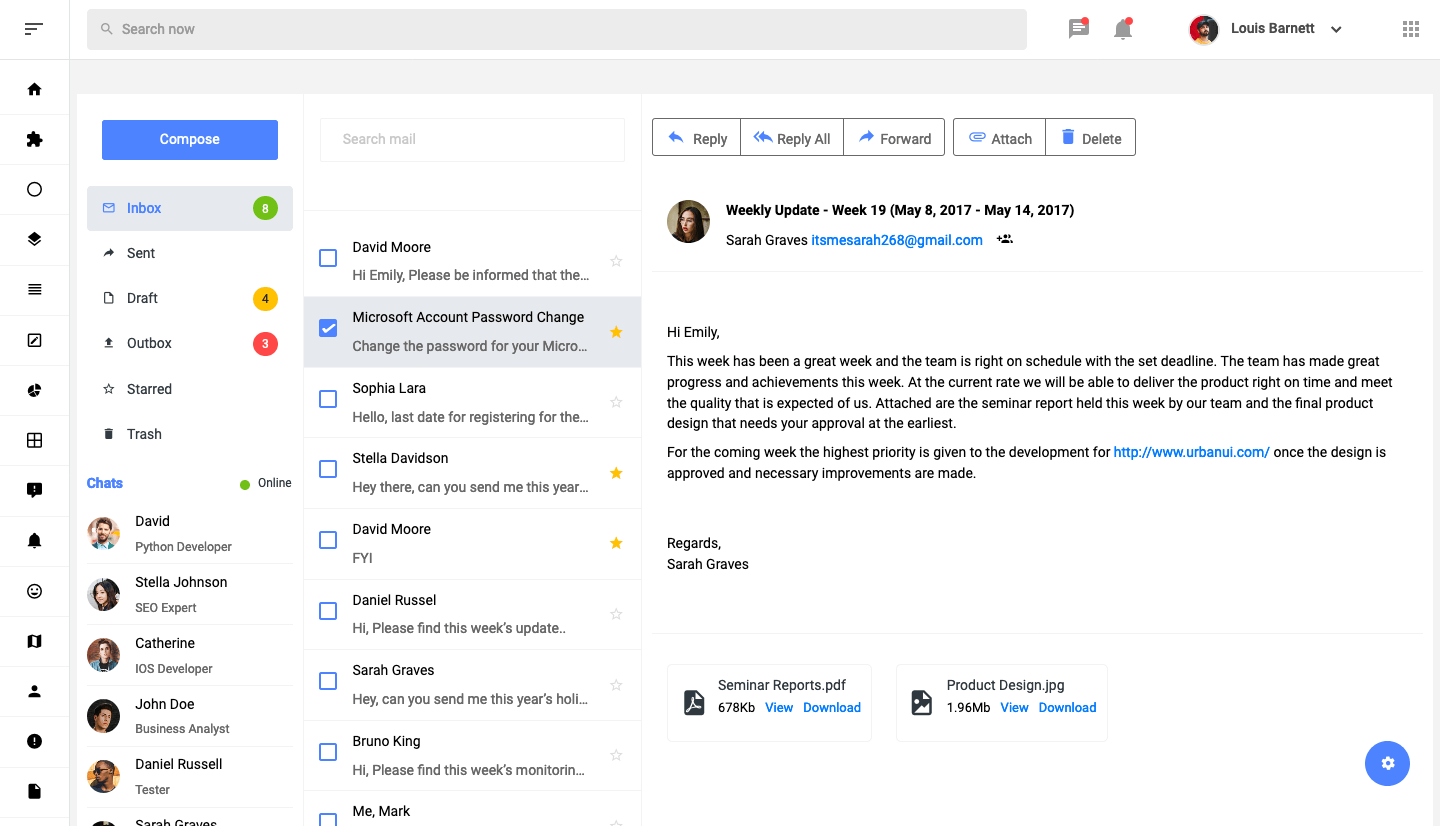 Search now
Louis Barnett
Compose
Inbox
8
Sent
Draft
4
Outbox
3
Starred
Trash
Chats
Online
David
Python Developer
Stella Johnson
SEO Expert
Catherine
IOS Developer
John Doe
Business Analyst
Daniel Russell
Tester
Sarah Graves
Search mail
David Moore
Hi Emily, Please be informed that the...
Microsoft Account Password Change
Change the password for your Micro...
Sophia Lara
Hello, last date for registering for the...
Stella Davidson
Hey there, can you send me this year...
David Moore
FYI
Daniel Russel
Hi, Please find this week's update..
Sarah Graves
Hey, can you send me this year's holi...
Bruno King
Hi, Please find this week's monitorin...
Me, Mark
Reply
Reply All
Forward
Attach
Delete
Weekly Update - Week 19 (May 8, 2017 - May 14, 2017)
Sarah Graves itsmesarah268@gmail.com
Hi Emily,
This week has been a great week and the team is right on schedule with the set deadline. The team has made great
progress and achievements this week. At the current rate we will be able to deliver the product right on time and meet
the quality that is expected of us. Attached are the seminar report held this week by our team and the final product
design that needs your approval at the earliest.
For the coming week the highest priority is given to the development for http://www.urbanui.com/ once the design is
approved and necessary improvements are made.
Regards,
Sarah Graves
Seminar Reports.pdf
678Kb View Download
Product Design.jpg
1.96Mb View Download